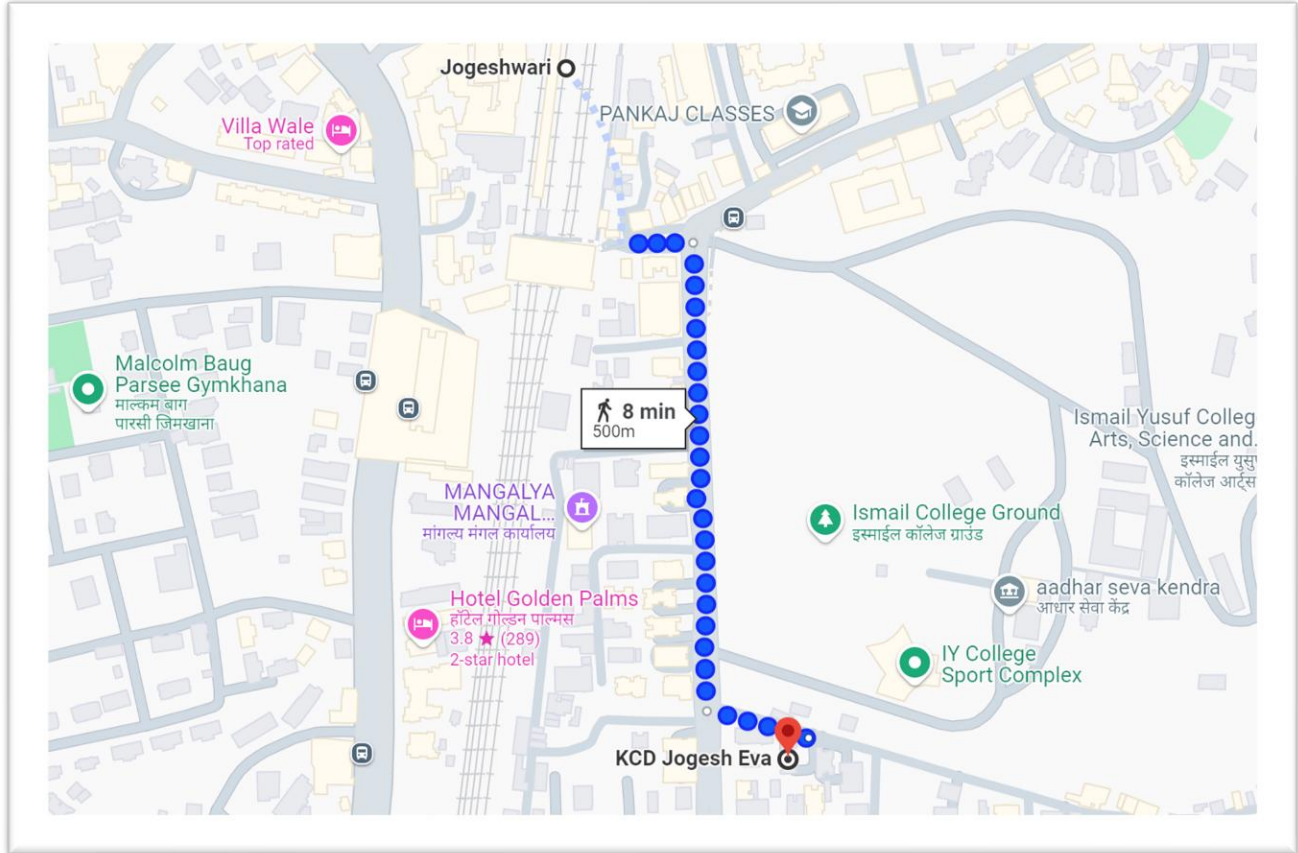 Jogeshwari
PANKAJ CLASSES
Villa Wale
Top rated
Malcolm Baug
Parsee Gymkhana
माल्कम बाग
पारसी जिमखाना
8 min
500m
Ismail Yusuf Colleg
Arts, Science and.
इस्माईल युसु
कॉलेज आर्ट्स
MANGALYA
MANGAL...
मांगल्य मंगल कार्यालय
Ismail College Ground
इस्माईल कॉलेज ग्राउंड
aadhar seva kendra
आधार सेवा केंद्र
Hotel Golden Palms
हॉटेल गोल्डन पाल्मस
3.8 ★ (289)
2-star hotel
IY College
Sport Complex
KCD Jogesh Eva